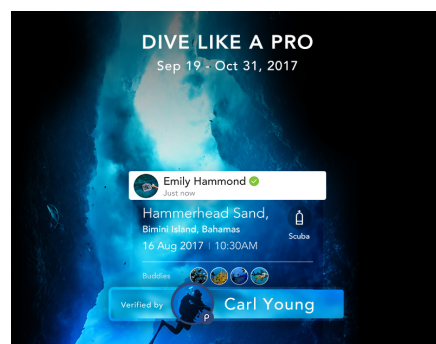 DIVE LIKE A PRO
Sep 19 - Oct 31, 2017
Emily Hammond
Just now
Hammerhead Sand,
Bimini Island, Bahamas
16 Aug 2017 | 10:30AM
Scuba
Buddies
Verified by
Carl Young